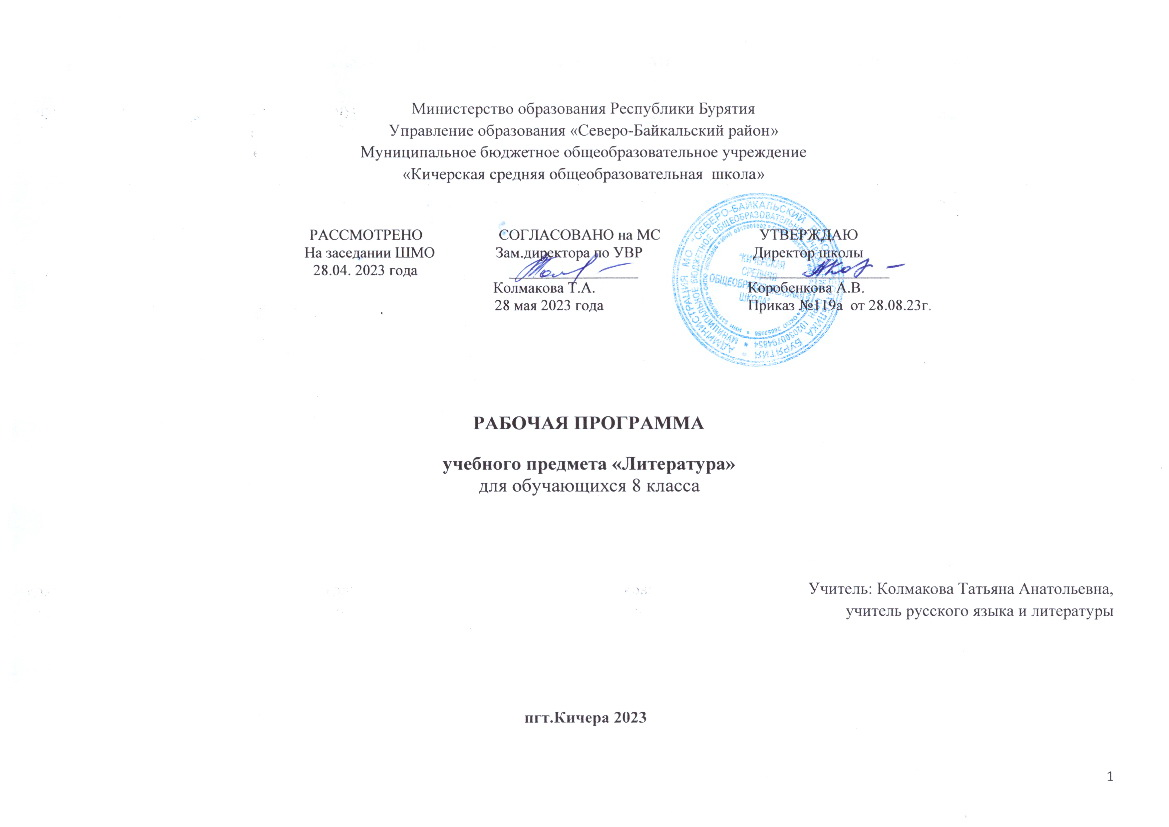 Министерство образования Республики Бурятия
Управление образования «Северо-Байкальский район»
Муниципальное бюджетное общеобразовательное учреждение
«Кичерская средняя общеобразовательная школа»
РАССМОТРЕНО
На заседании ШМО
28.04. 2023 года
СОГЛАСОВАНО на МС
Зам.директора по УВР
Колмакова Т.А.
28 мая 2023 года
УТВЕРЖДАЮ
Директор школы
Коробенкова А.В.
Приказ №119а от 28.08.23г.
РАБОЧАЯ ПРОГРАММА
учебного предмета «Литература»
для обучающихся 8 класса
Учитель: Колмакова Татьяна Анатольевна,
учитель русского языка и литературы
пгт.Кичера 2023
1